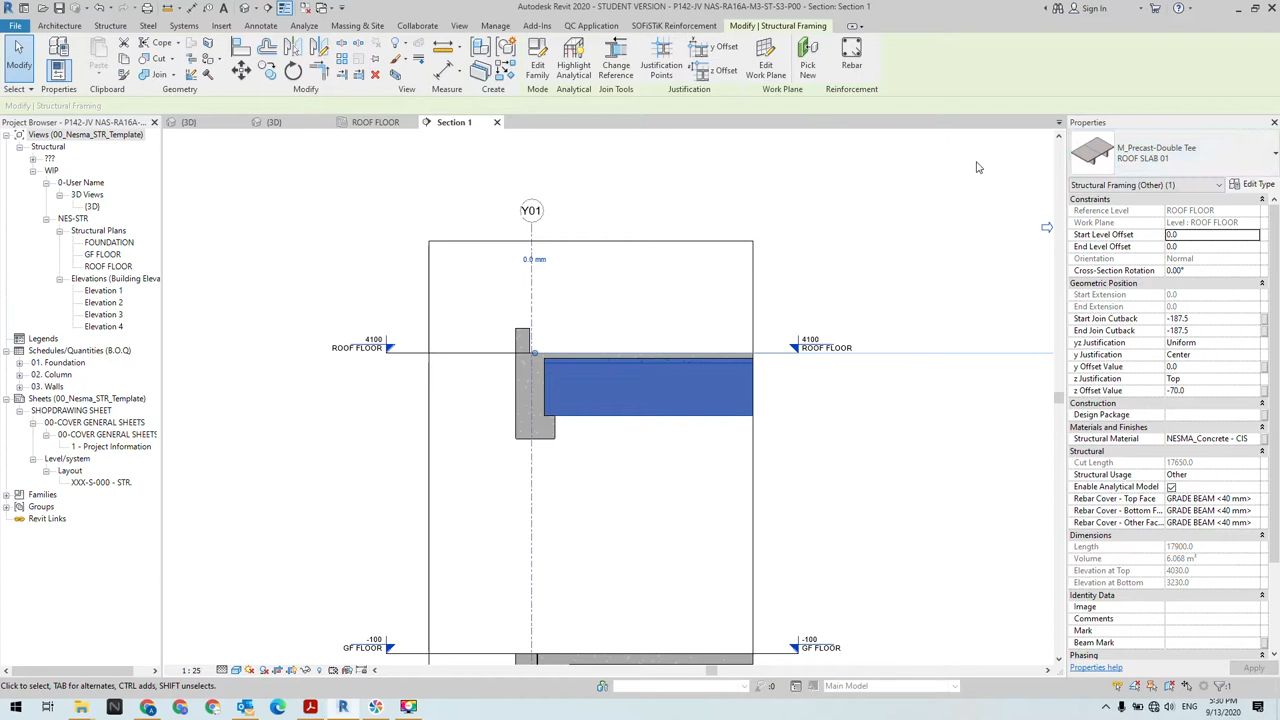 Autodesk Revit 2020 - STUDENT VERSION - P142-JV NAS-RA16A-M3-ST-S3-P00 - Section: Section 1
Sign In
File Architecture Structure Steel Systems Insert Annotate Analyze Massing & Site Collaborate View Manage Add-Ins QC Application SOFiSTiK Reinforcement Modify | Structural Framing
Modify
Paste
Cope
Cut
Join
Edit Family
Highlight Analytical
Change Reference
Justification Points
y Offset
z Offset
Edit Work Plane
Pick New
Rebar
Select Properties Clipboard Geometry Modify View Measure Create Mode Analytical Join Tools Justification Work Plane Reinforcement
Modify | Structural Framing
Project Browser - P142-JV NAS-RA16A-...
{3D} {3D} ROOF FLOOR Section 1
Views (00_Nesma_STR_Template)
Structural
???
WIP
0-User Name
3D Views
{3D}
NES-STR
Structural Plans
FOUNDATION
GF FLOOR
ROOF FLOOR
Elevations (Building Eleva
Elevation 1
Elevation 2
Elevation 3
Elevation 4
Legends
Schedules/Quantities (B.O.Q)
01. Foundation
02. Column
03. Walls
Sheets (00_Nesma_STR_Template)
SHOPDRAWING SHEET
00-COVER GENERAL SHEETS
00-COVER GENERAL SHEETS
1 - Project Information
Level/system
Layout
XXX-S-000 - STR.
Families
Groups
Revit Links
Y01
0.0 mm
4100
ROOF FLOOR
4100
ROOF FLOOR
-100
GF FLOOR
-100
GF FLOOR
Properties
M_Precast-Double Tee
ROOF SLAB 01
Structural Framing (Other) (1) Edit Type
Constraints
Reference Level ROOF FLOOR
Work Plane Level : ROOF FLOOR
Start Level Offset 0.0
End Level Offset 0.0
Orientation Normal
Cross-Section Rotation 0.00°
Geometric Position
Start Extension 0.0
End Extension 0.0
Start Join Cutback -187.5
End Join Cutback -187.5
yz Justification Uniform
y Justification Center
y Offset Value 0.0
z Justification Top
z Offset Value -70.0
Construction
Design Package
Materials and Finishes
Structural Material NESMA_Concrete - CIS
Structural
Cut Length 17650.0
Structural Usage Other
Enable Analytical Model
Rebar Cover - Top Face GRADE BEAM <40 mm>
Rebar Cover - Bottom F... GRADE BEAM <40 mm>
Rebar Cover - Other Fac... GRADE BEAM <40 mm>
Dimensions
Length 17900.0
Volume 6.068 m³
Elevation at Top 4030.0
Elevation at Bottom 3230.0
Identity Data
Image
Comments
Mark
Beam Mark
Phasing
Properties help Apply
1 : 25
Click to select, TAB for alternates, CTRL adds, SHIFT unselects.
:0
Main Model
:1
5:30 PM
9/13/2020